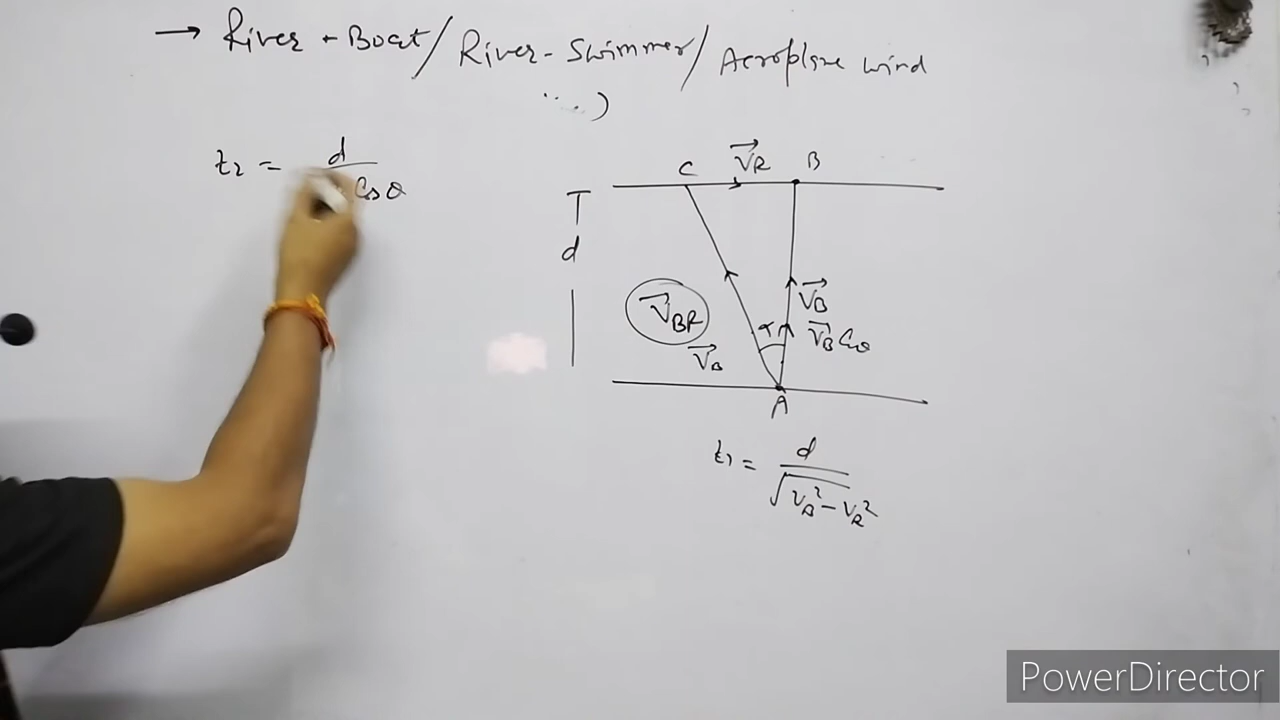 → River - Boat / River - Swimmer / Aeroplane wind
....)
t₂ = d / Cos θ
C V⃗R B
d
V⃗BR
V⃗B
V⃗B
V⃗B Cosθ
A
t₁ = d / √(V_B² - V_R²)
PowerDirector